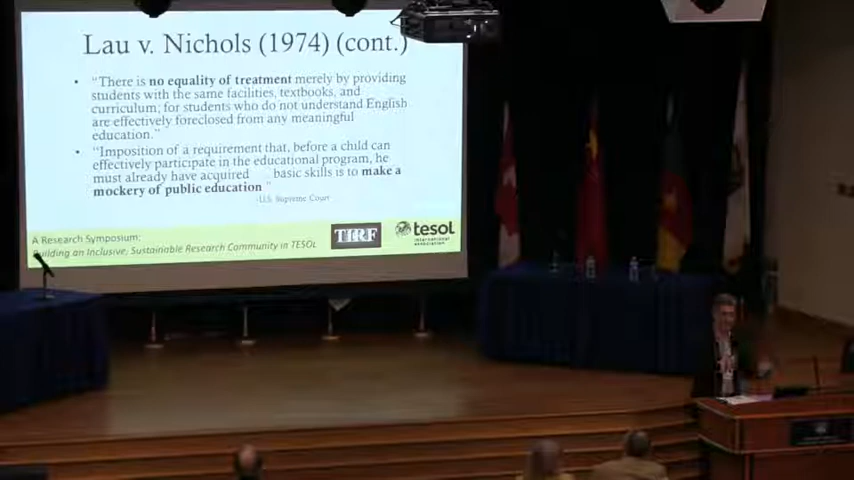 Lau v. Nichols (1974) (cont.)
• “There is no equality of treatment merely by providing
students with the same facilities, textbooks, and
curriculum; for students who do not understand English
are effectively foreclosed from any meaningful
education.”
• “Imposition of a requirement that, before a child can
effectively participate in the educational program, he
must already have acquired basic skills is to make a
mockery of public education”
-U.S. Supreme Court
A Research Symposium:
Building an Inclusive, Sustainable Research Community in TESOL
TIRF
tesol
international
association